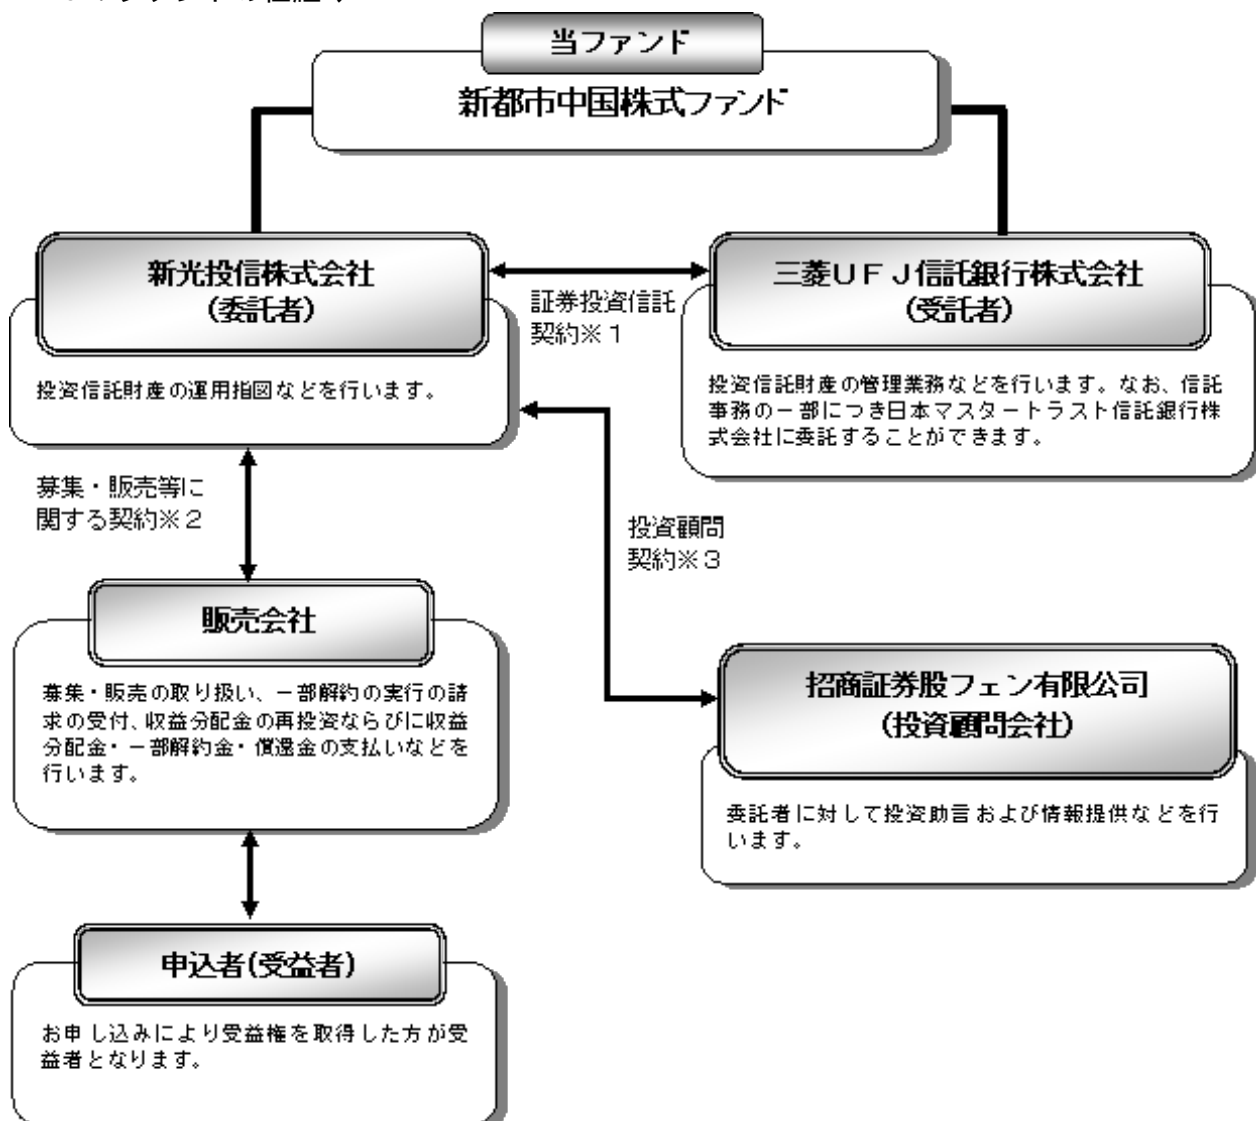 当ファンド
新都市中国株式ファンド
新光投信株式会社
(委託者)
投資信託財産の運用指図などを行います。
証券投資信託
契約※１
三菱ＵＦＪ信託銀行株式会社
(受託者)
投資信託財産の管理業務などを行います。なお、信託
事務の一部につき日本マスタートラスト信託銀行株
式会社に委託することができます。
募集・販売等に
関する契約※２
投資顧問
契約※３
販売会社
募集・販売の取り扱い、一部解約の実行の請
求の受付、収益分配金の再投資ならびに収益
分配金・一部解約金・償還金の支払いなどを
行います。
招商証券股フェン有限公司
(投資顧問会社)
委託者に対して投資助言および情報提供などを行
います。
申込者(受益者)
お申し込みにより受益権を取得した方が受
益者となります。